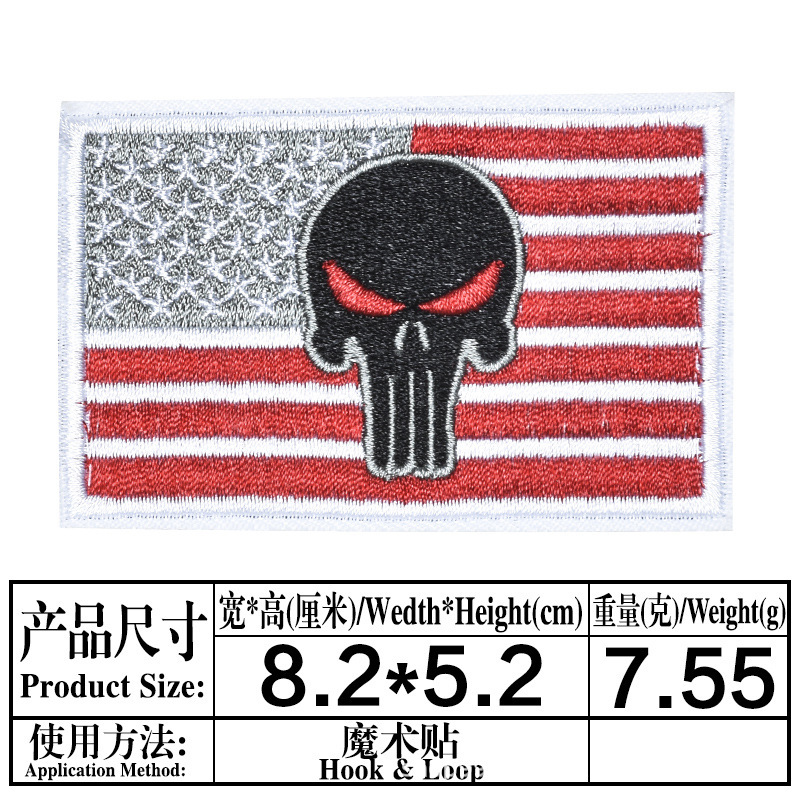 产品尺寸
Product Size:
宽*高(厘米)/Wedth*Height(cm)
重量(克)/Weight(g)
8.2*5.2
7.55
使用方法:
Application Method:
魔术贴
Hook & Loop